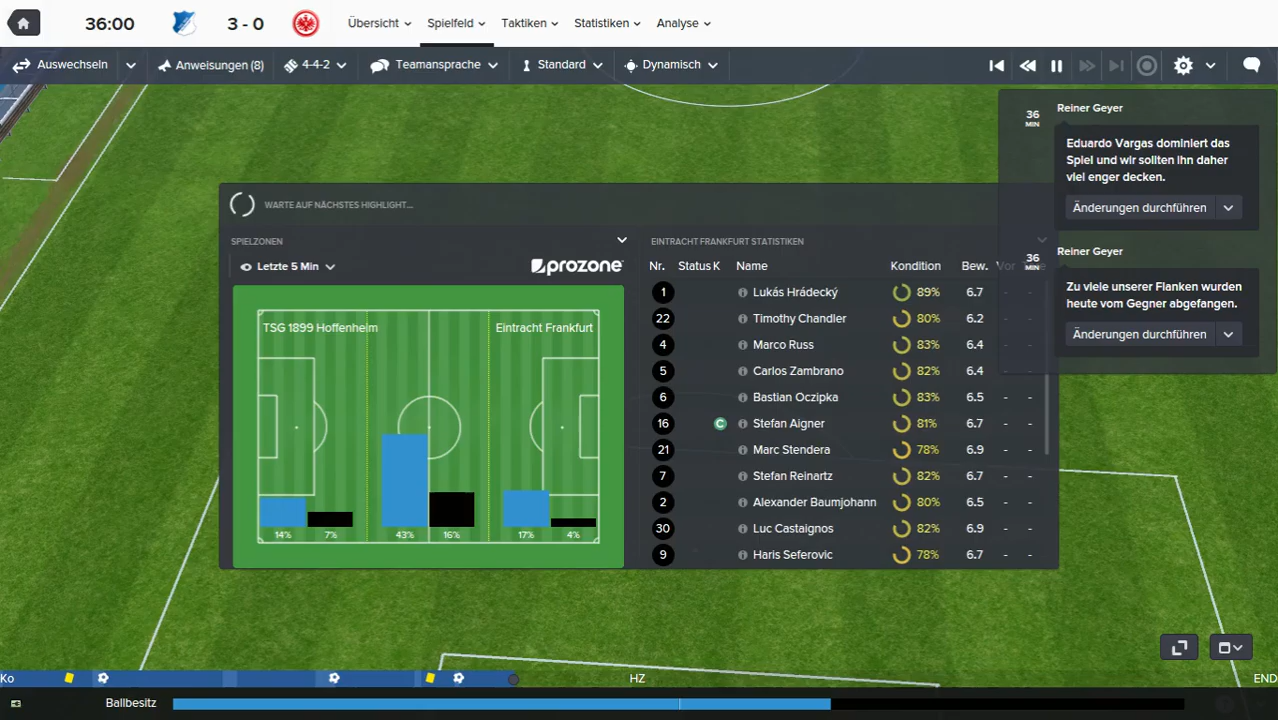 36:00
3 - 0
Übersicht
Spielfeld
Taktiken
Statistiken
Analyse
Auswechseln
Anweisungen (8)
4-4-2
Teamansprache
Standard
Dynamisch
36 MIN
Reiner Geyer
Eduardo Vargas dominiert das
Spiel und wir sollten ihn daher
viel enger decken.
Änderungen durchführen
36 MIN
Reiner Geyer
Zu viele unserer Flanken wurden
heute vom Gegner abgefangen.
Änderungen durchführen
WARTE AUF NÄCHSTES HIGHLIGHT...
SPIELZONEN
Letzte 5 Min
prozone
TSG 1899 Hoffenheim
Eintracht Frankfurt
14% 7% 43% 16% 17% 4%
EINTRACHT FRANKFURT STATISTIKEN
Nr. Status K Name Kondition Bew. Vor
1 Lukás Hrádecký 89% 6.7 - -
22 Timothy Chandler 80% 6.2 - -
4 Marco Russ 83% 6.4 - -
5 Carlos Zambrano 82% 6.4 - -
6 Bastian Oczipka 83% 6.5 - -
16 C Stefan Aigner 81% 6.7 - -
21 Marc Stendera 78% 6.9 - -
7 Stefan Reinartz 82% 6.7 - -
2 Alexander Baumjohann 80% 6.5 - -
30 Luc Castaignos 82% 6.9 - -
9 Haris Seferovic 78% 6.7 - -
Ko
HZ
END
Ballbesitz